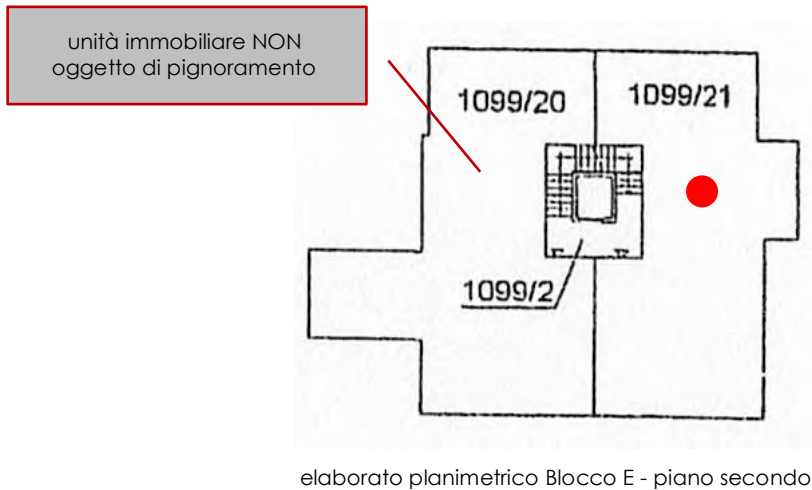 unità immobiliare NON
oggetto di pignoramento
1099/20
1099/21
1099/2
elaborato planimetrico Blocco E - piano secondo